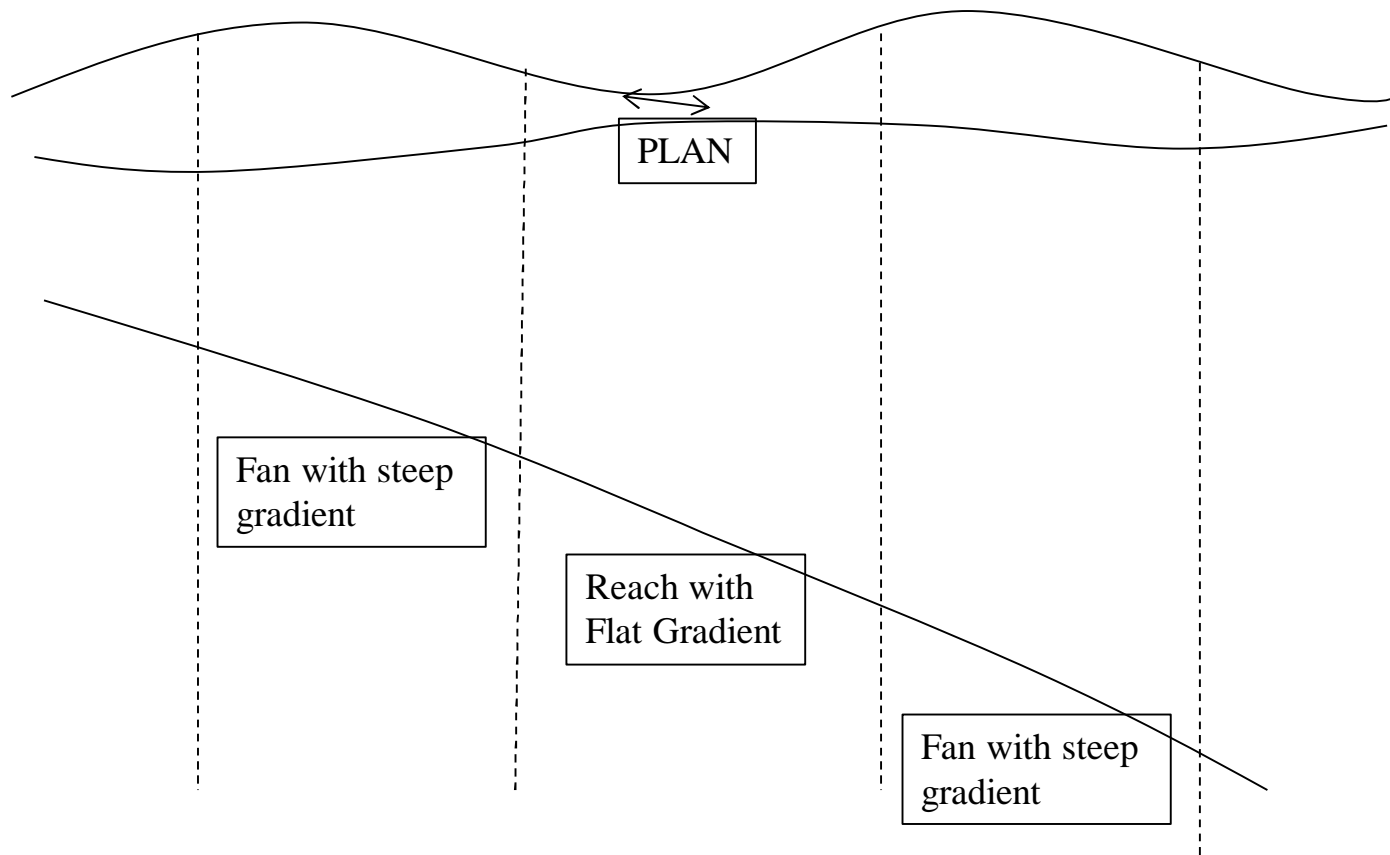 PLAN
Fan with steep
gradient
Reach with
Flat Gradient
Fan with steep
gradient